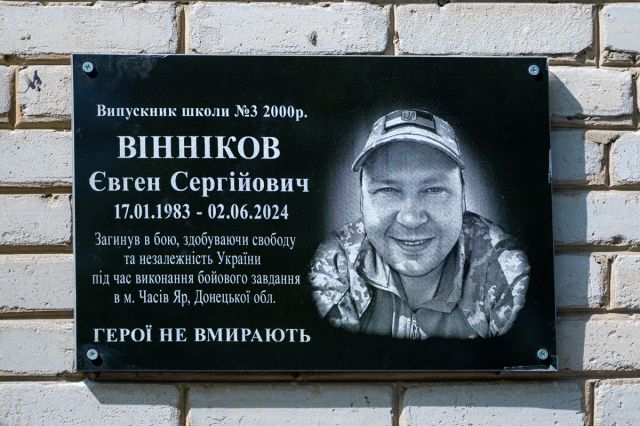 Випускник школи №3 2000р.
ВІННІКОВ
Євген Сергійович
17.01.1983 - 02.06.2024
Загинув в бою, здобуваючи свободу
та незалежність України
під час виконання бойового завдання
в м. Часів Яр, Донецької обл.
ГЕРОЇ НЕ ВМИРАЮТЬ